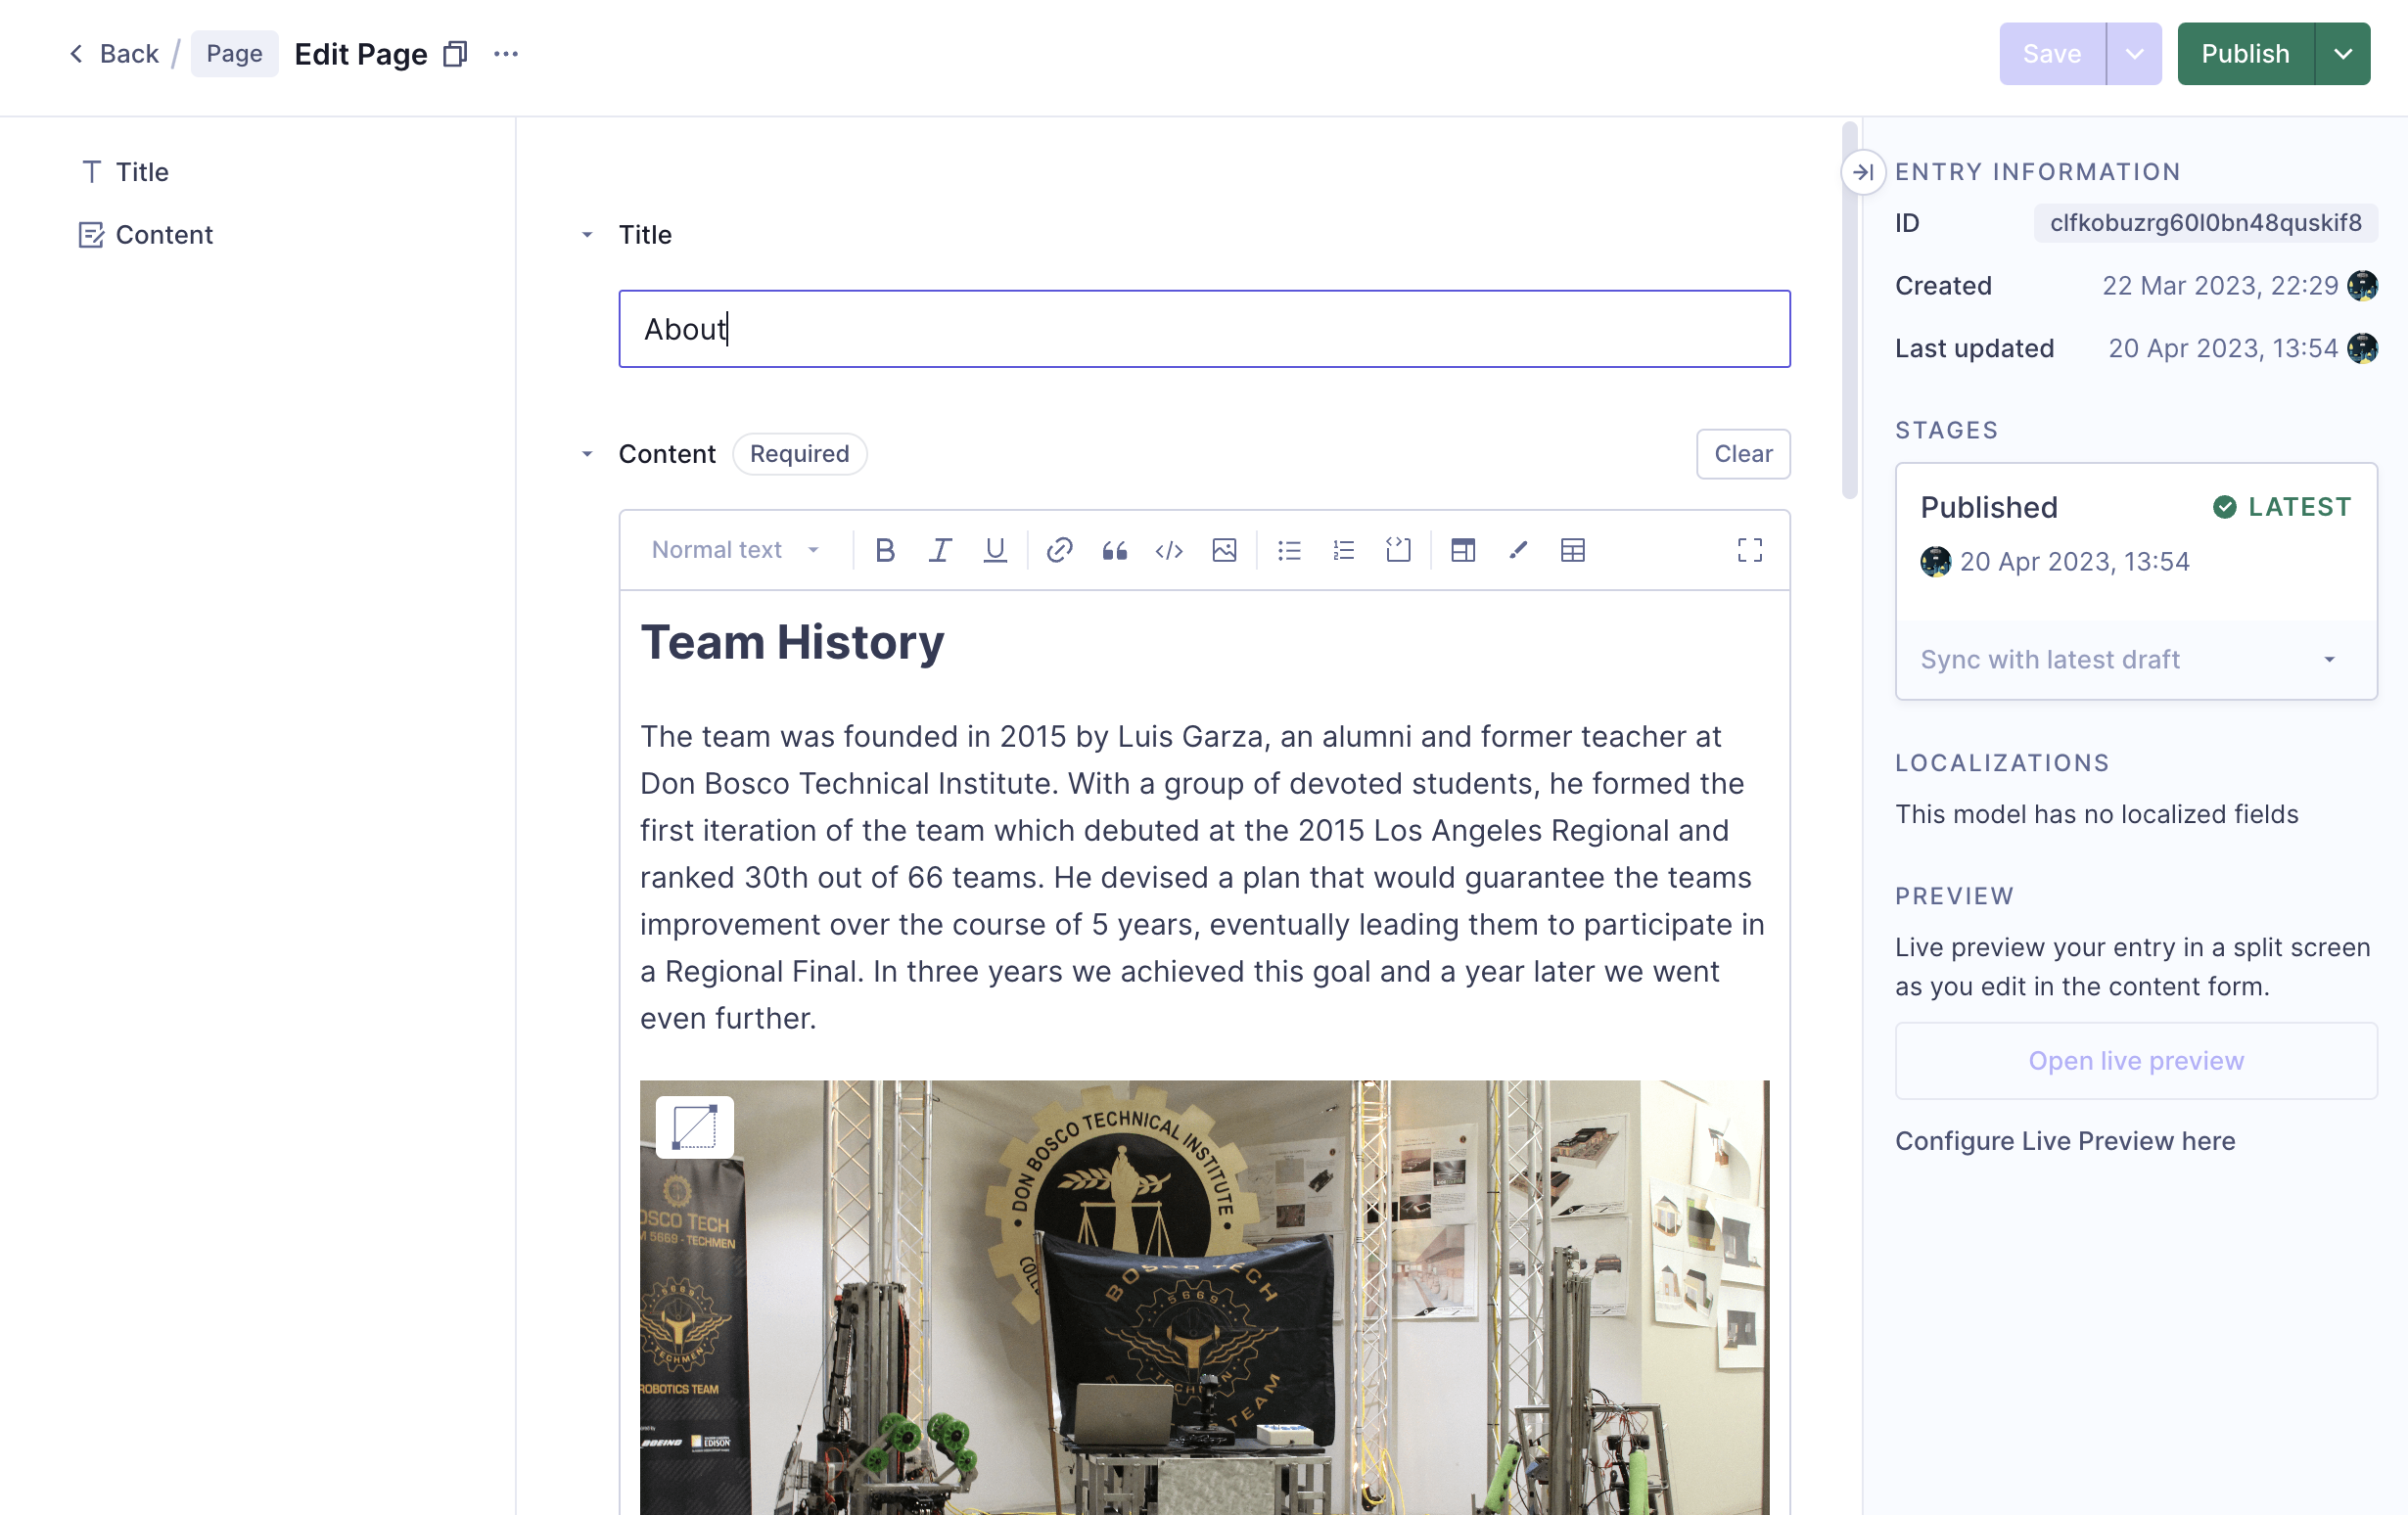 Back / Page Edit Page
Save
Publish
Title
Content
Title
About
Content Required
Clear
Normal text
Team History
The team was founded in 2015 by Luis Garza, an alumni and former teacher at
Don Bosco Technical Institute. With a group of devoted students, he formed the
first iteration of the team which debuted at the 2015 Los Angeles Regional and
ranked 30th out of 66 teams. He devised a plan that would guarantee the teams
improvement over the course of 5 years, eventually leading them to participate in
a Regional Final. In three years we achieved this goal and a year later we went
even further.
DON BOSCO TECHNICAL INSTITUTE
OSCO TECH
M 5669 - TECHMEN
5669
TECHMEN
ROBOTICS TEAM
BOEING
EDISON
BOSCO TECH
5669
TEAM
ENTRY INFORMATION
ID clfkobuzrg60l0bn48quskif8
Created 22 Mar 2023, 22:29
Last updated 20 Apr 2023, 13:54
STAGES
Published LATEST
20 Apr 2023, 13:54
Sync with latest draft
LOCALIZATIONS
This model has no localized fields
PREVIEW
Live preview your entry in a split screen
as you edit in the content form.
Open live preview
Configure Live Preview here